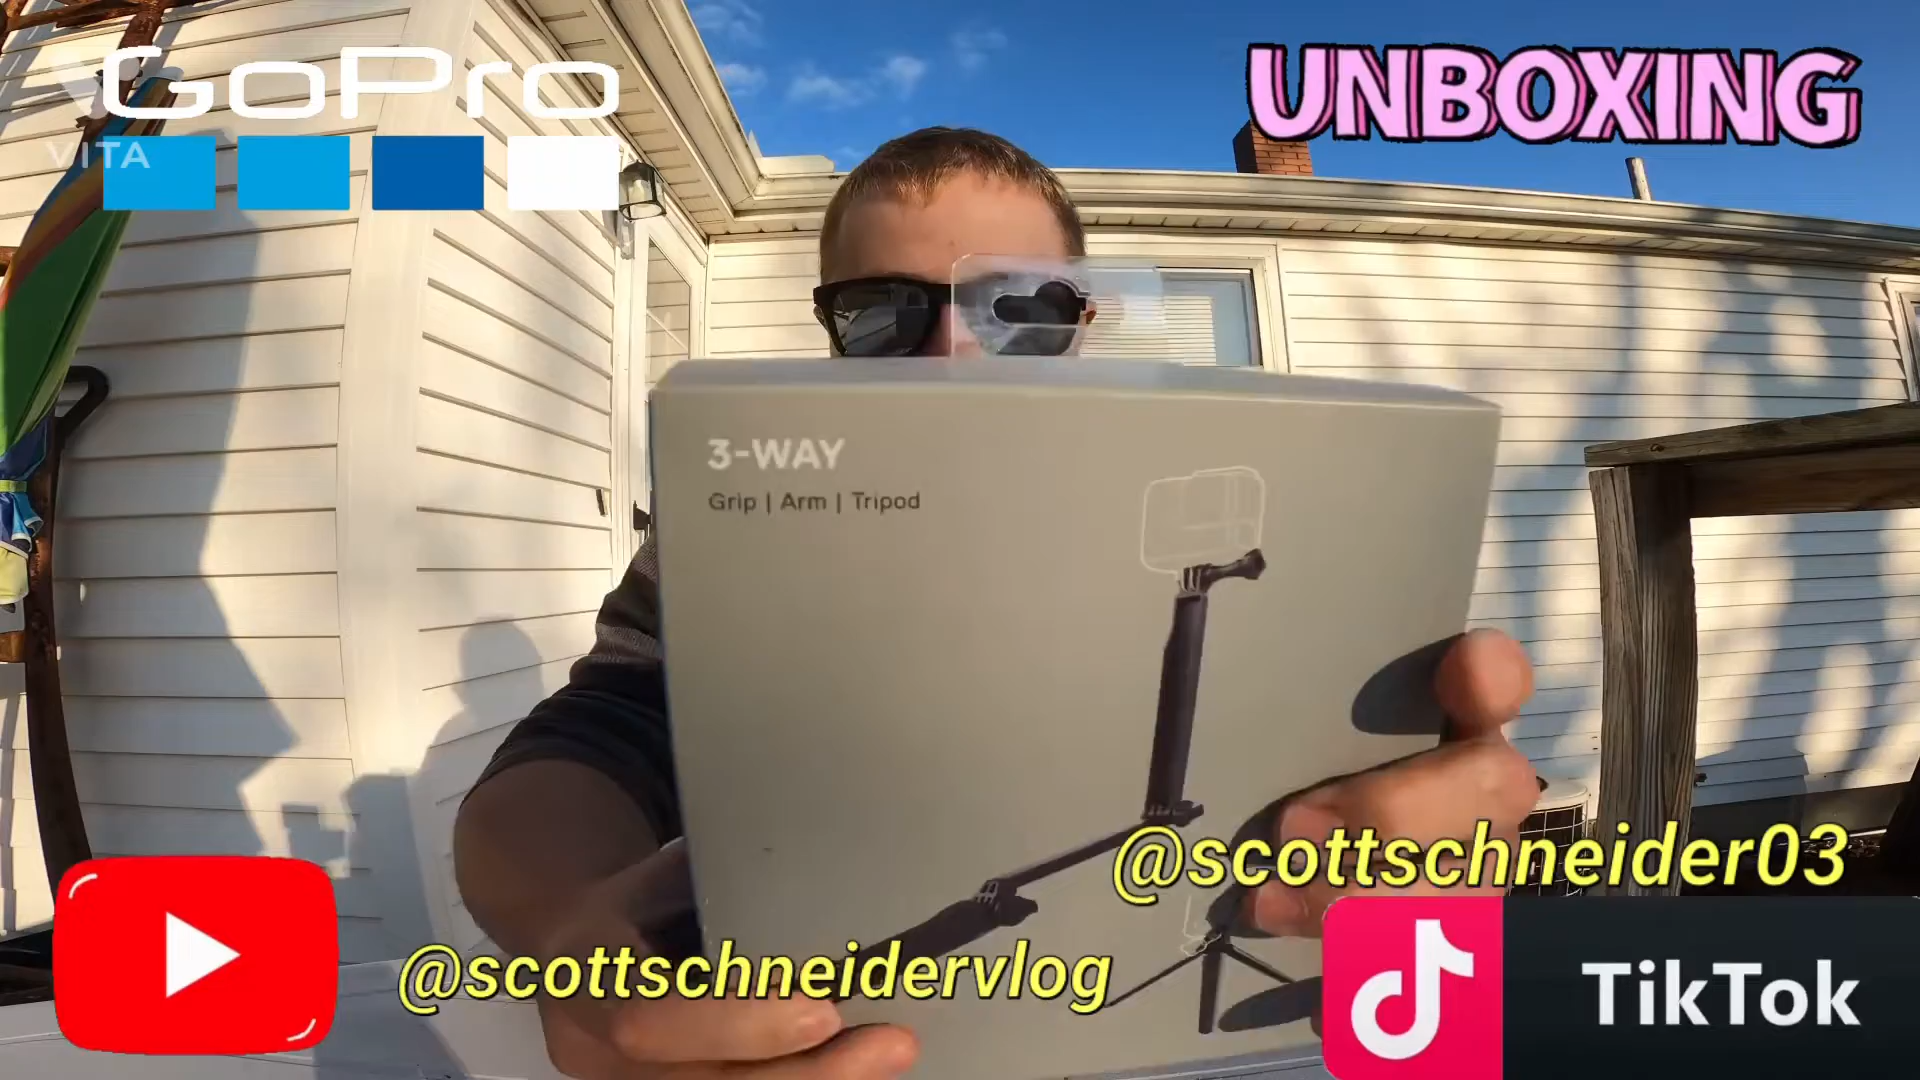 GoPro
VITA
UNBOXING
3-WAY
Grip | Arm | Tripod
@scottschneider03
@scottschneidervlog
TikTok